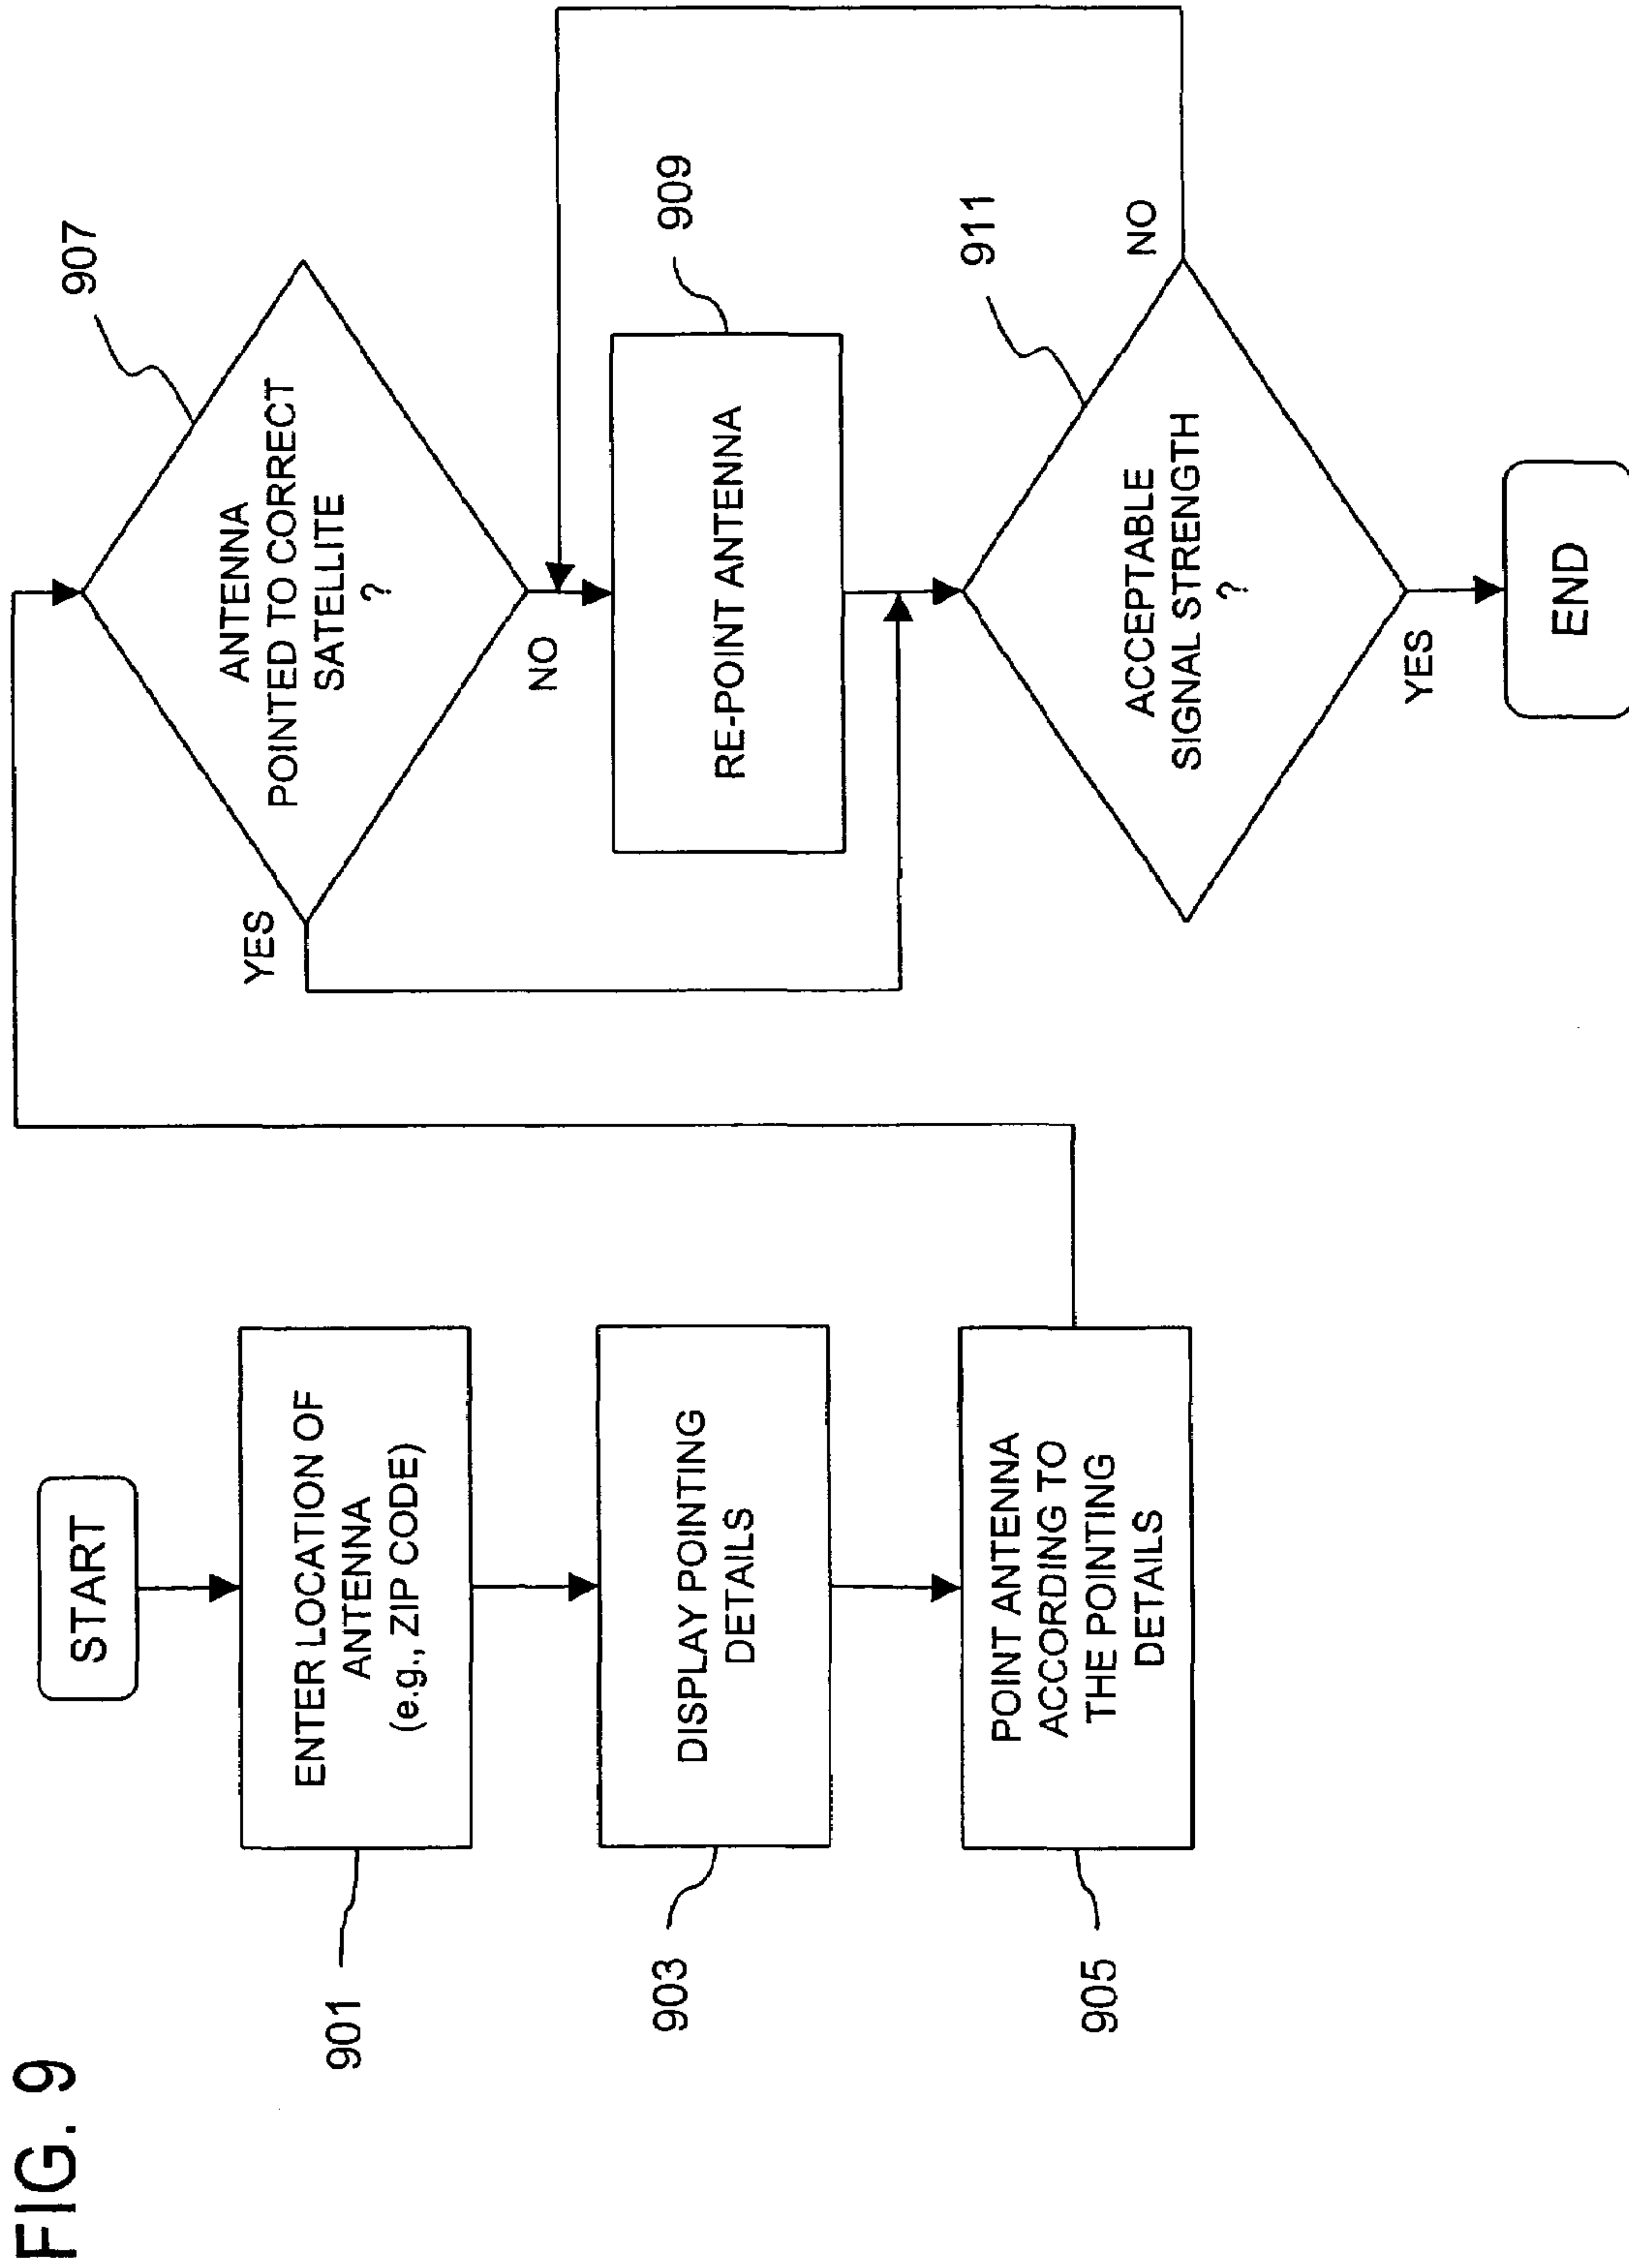 FIG. 9
START
901
ENTER LOCATION OF
ANTENNA
(e.g., ZIP CODE)
903
DISPLAY POINTING
DETAILS
905
POINT ANTENNA
ACCORDING TO
THE POINTING
DETAILS
907
ANTENNA
POINTED TO CORRECT
SATELLITE
?
YES
NO
909
RE-POINT ANTENNA
911
ACCEPTABLE
SIGNAL STRENGTH
?
NO
YES
END